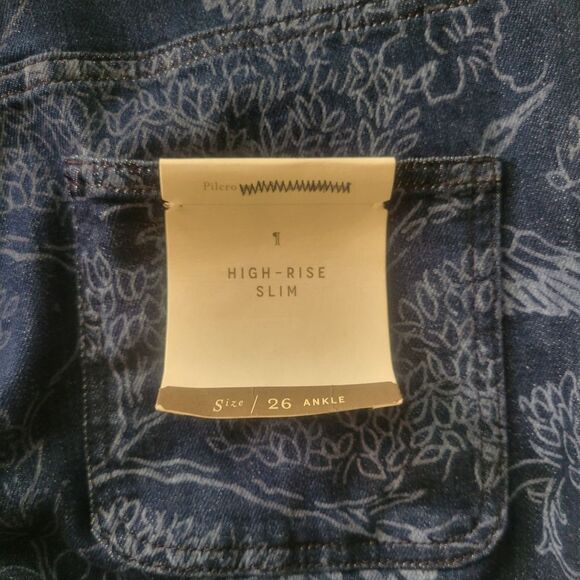 Pilcro
¶
HIGH-RISE
SLIM
Size / 26 ANKLE